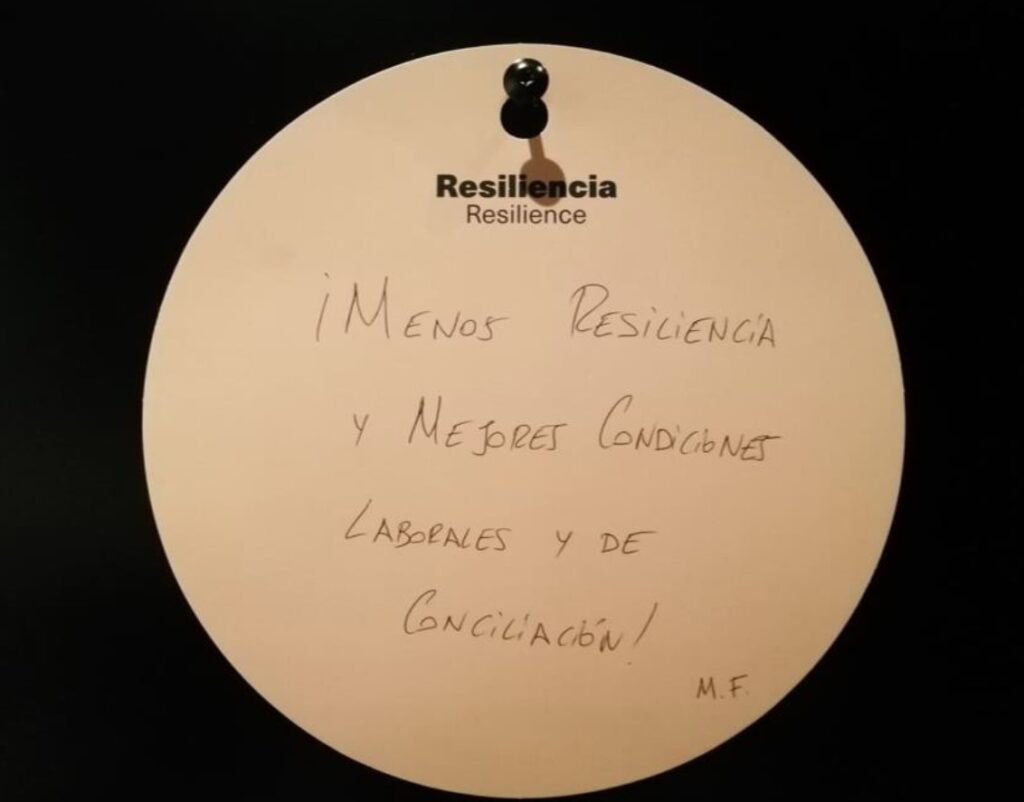 Resiliencia
Resilience
¡MENOS RESILIENCIA
Y MEJORES CONDICIONES
LABORALES Y DE
CONCILIACIÓN!
M.F.